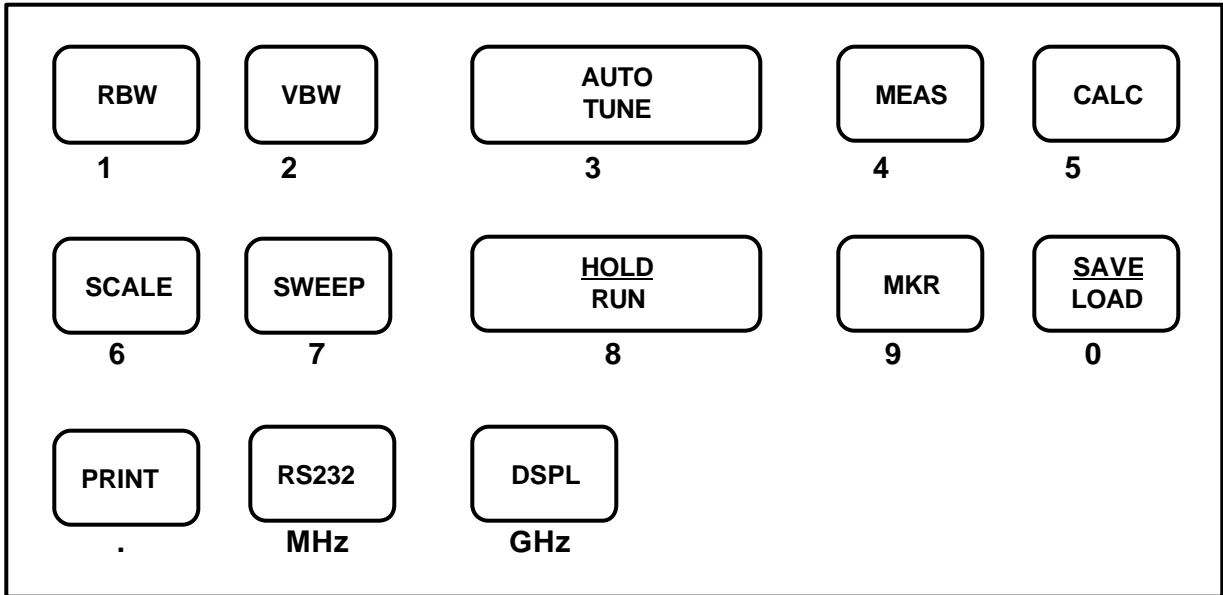 RBW VBW AUTO TUNE MEAS CALC
1 2 3 4 5
SCALE SWEEP HOLD RUN MKR SAVE LOAD
6 7 8 9 0
PRINT RS232 DSPL
. MHz GHz